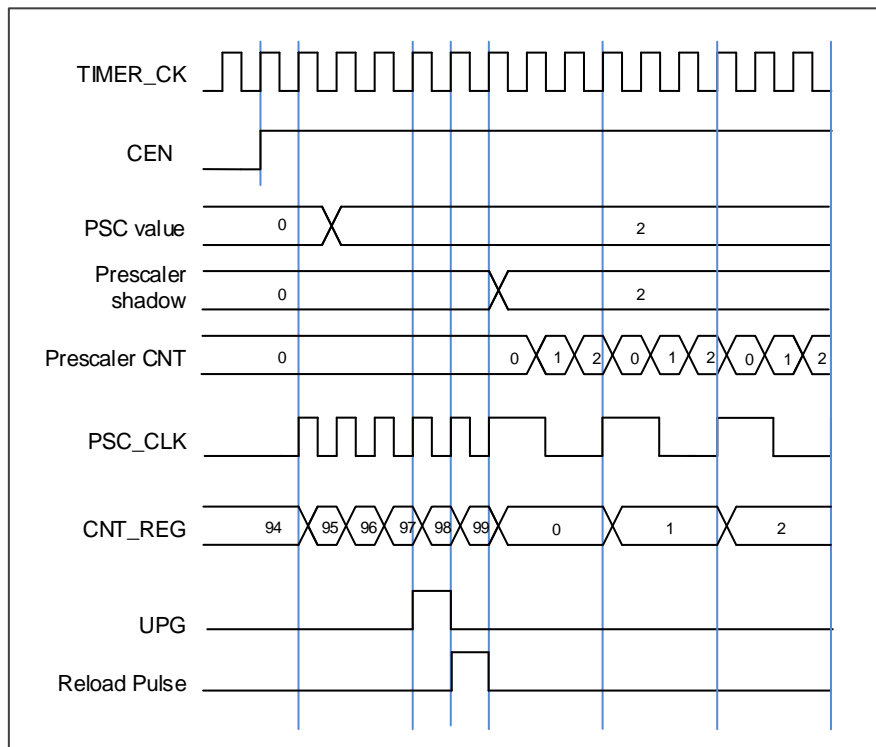 TIMER_CK
CEN
PSC value 0 2
Prescaler
shadow 0 2
Prescaler CNT 0 0 1 2 0 1 2 0 1 2
PSC_CLK
CNT_REG 94 95 96 97 98 99 0 1 2
UPG
Reload Pulse